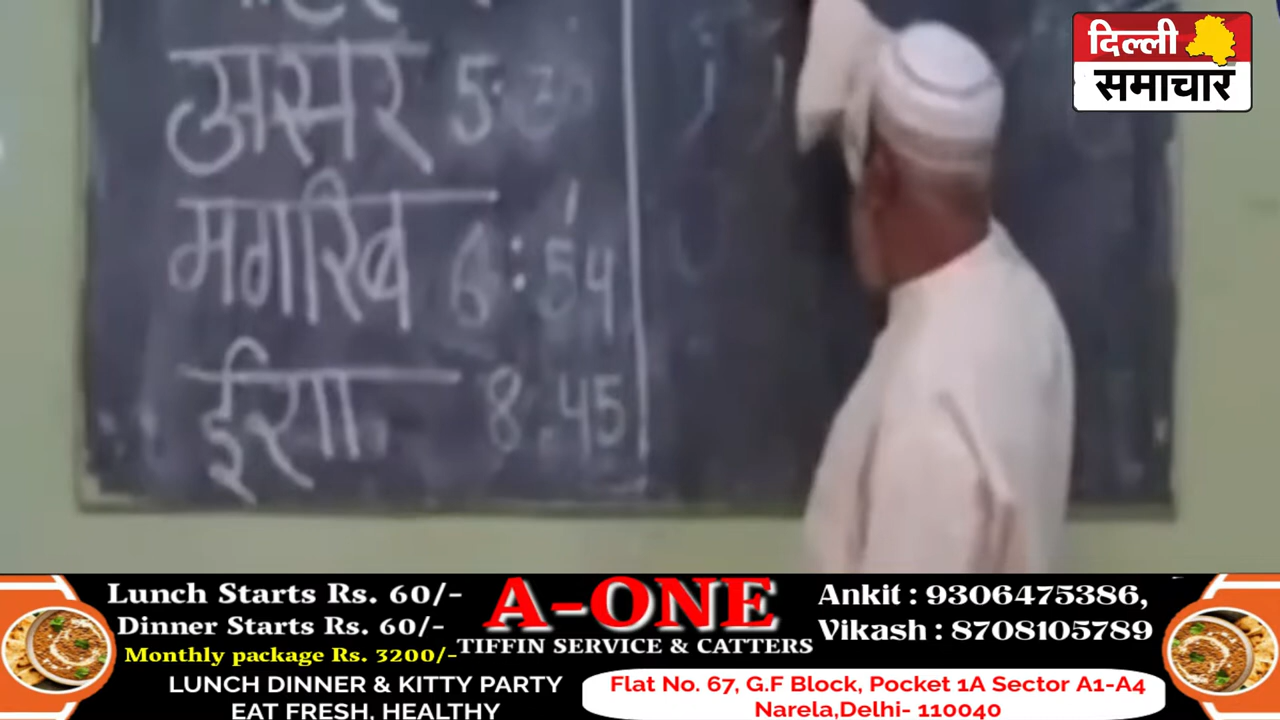 दिल्ली
समाचार
असर 5.30
मगरिब 6:54
ईशा 8.45
Lunch Starts Rs. 60/-
Dinner Starts Rs. 60/-
Monthly package Rs. 3200/-
LUNCH DINNER & KITTY PARTY
EAT FRESH, HEALTHY
A-ONE
TIFFIN SERVICE & CATTERS
Ankit : 9306475386,
Vikash : 8708105789
Flat No. 67, G.F Block, Pocket 1A Sector A1-A4
Narela,Delhi- 110040